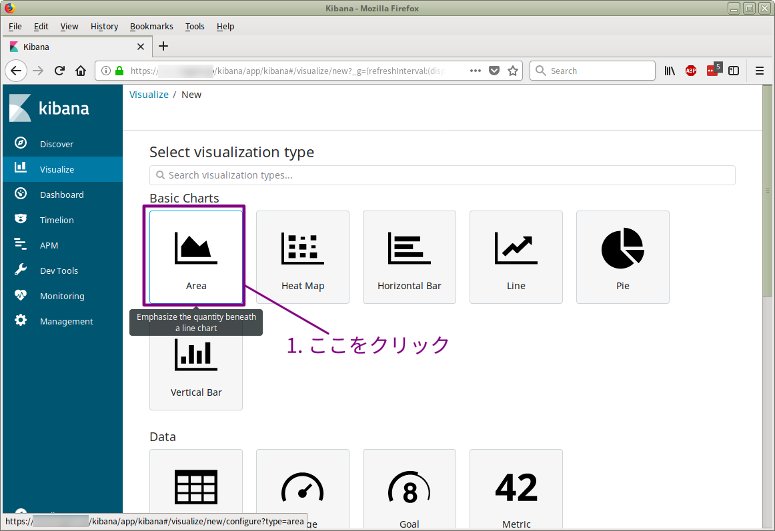 Kibana - Mozilla Firefox
File Edit View History Bookmarks Tools Help
Kibana
https:// /kibana/app/kibana#/visualize/new?_g=(refreshInterval:(dis
Search
ABP
5
kibana
Discover
Visualize
Dashboard
Timelion
APM
Dev Tools
Monitoring
Management
Visualize / New
Select visualization type
Search visualization types...
Basic Charts
Area
Heat Map
Horizontal Bar
Line
Pie
Emphasize the quantity beneath
a line chart
1. ここをクリック
Vertical Bar
Data
8
Goal
42
Metric
https:// /kibana/app/kibana#/visualize/new/configure?type=area